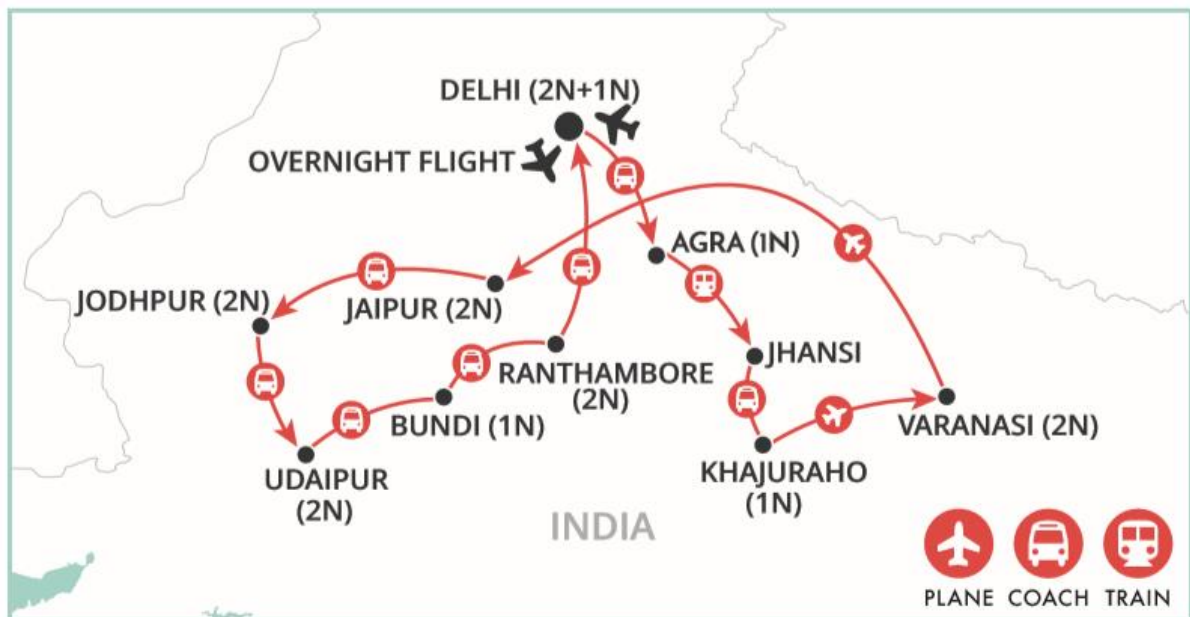 DELHI (2N+1N)
OVERNIGHT FLIGHT
AGRA (1N)
JODHPUR (2N)
JAIPUR (2N)
JHANSI
RANTHAMBORE
(2N)
BUNDI (1N)
VARANASI (2N)
UDAIPUR
(2N)
KHAJURAHO
(1N)
INDIA
PLANE COACH TRAIN